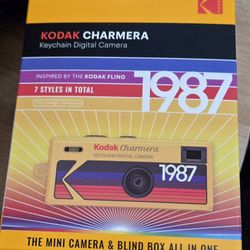 KODAK CHARMERA
Keychain Digital Camera
INSPIRED BY THE KODAK FLING
7 STYLES IN TOTAL
1987
Kodak Charmera
KEYCHAIN DIGITAL CAMERA
1987
THE MINI CAMERA & BLIND BOX ALL IN ONE